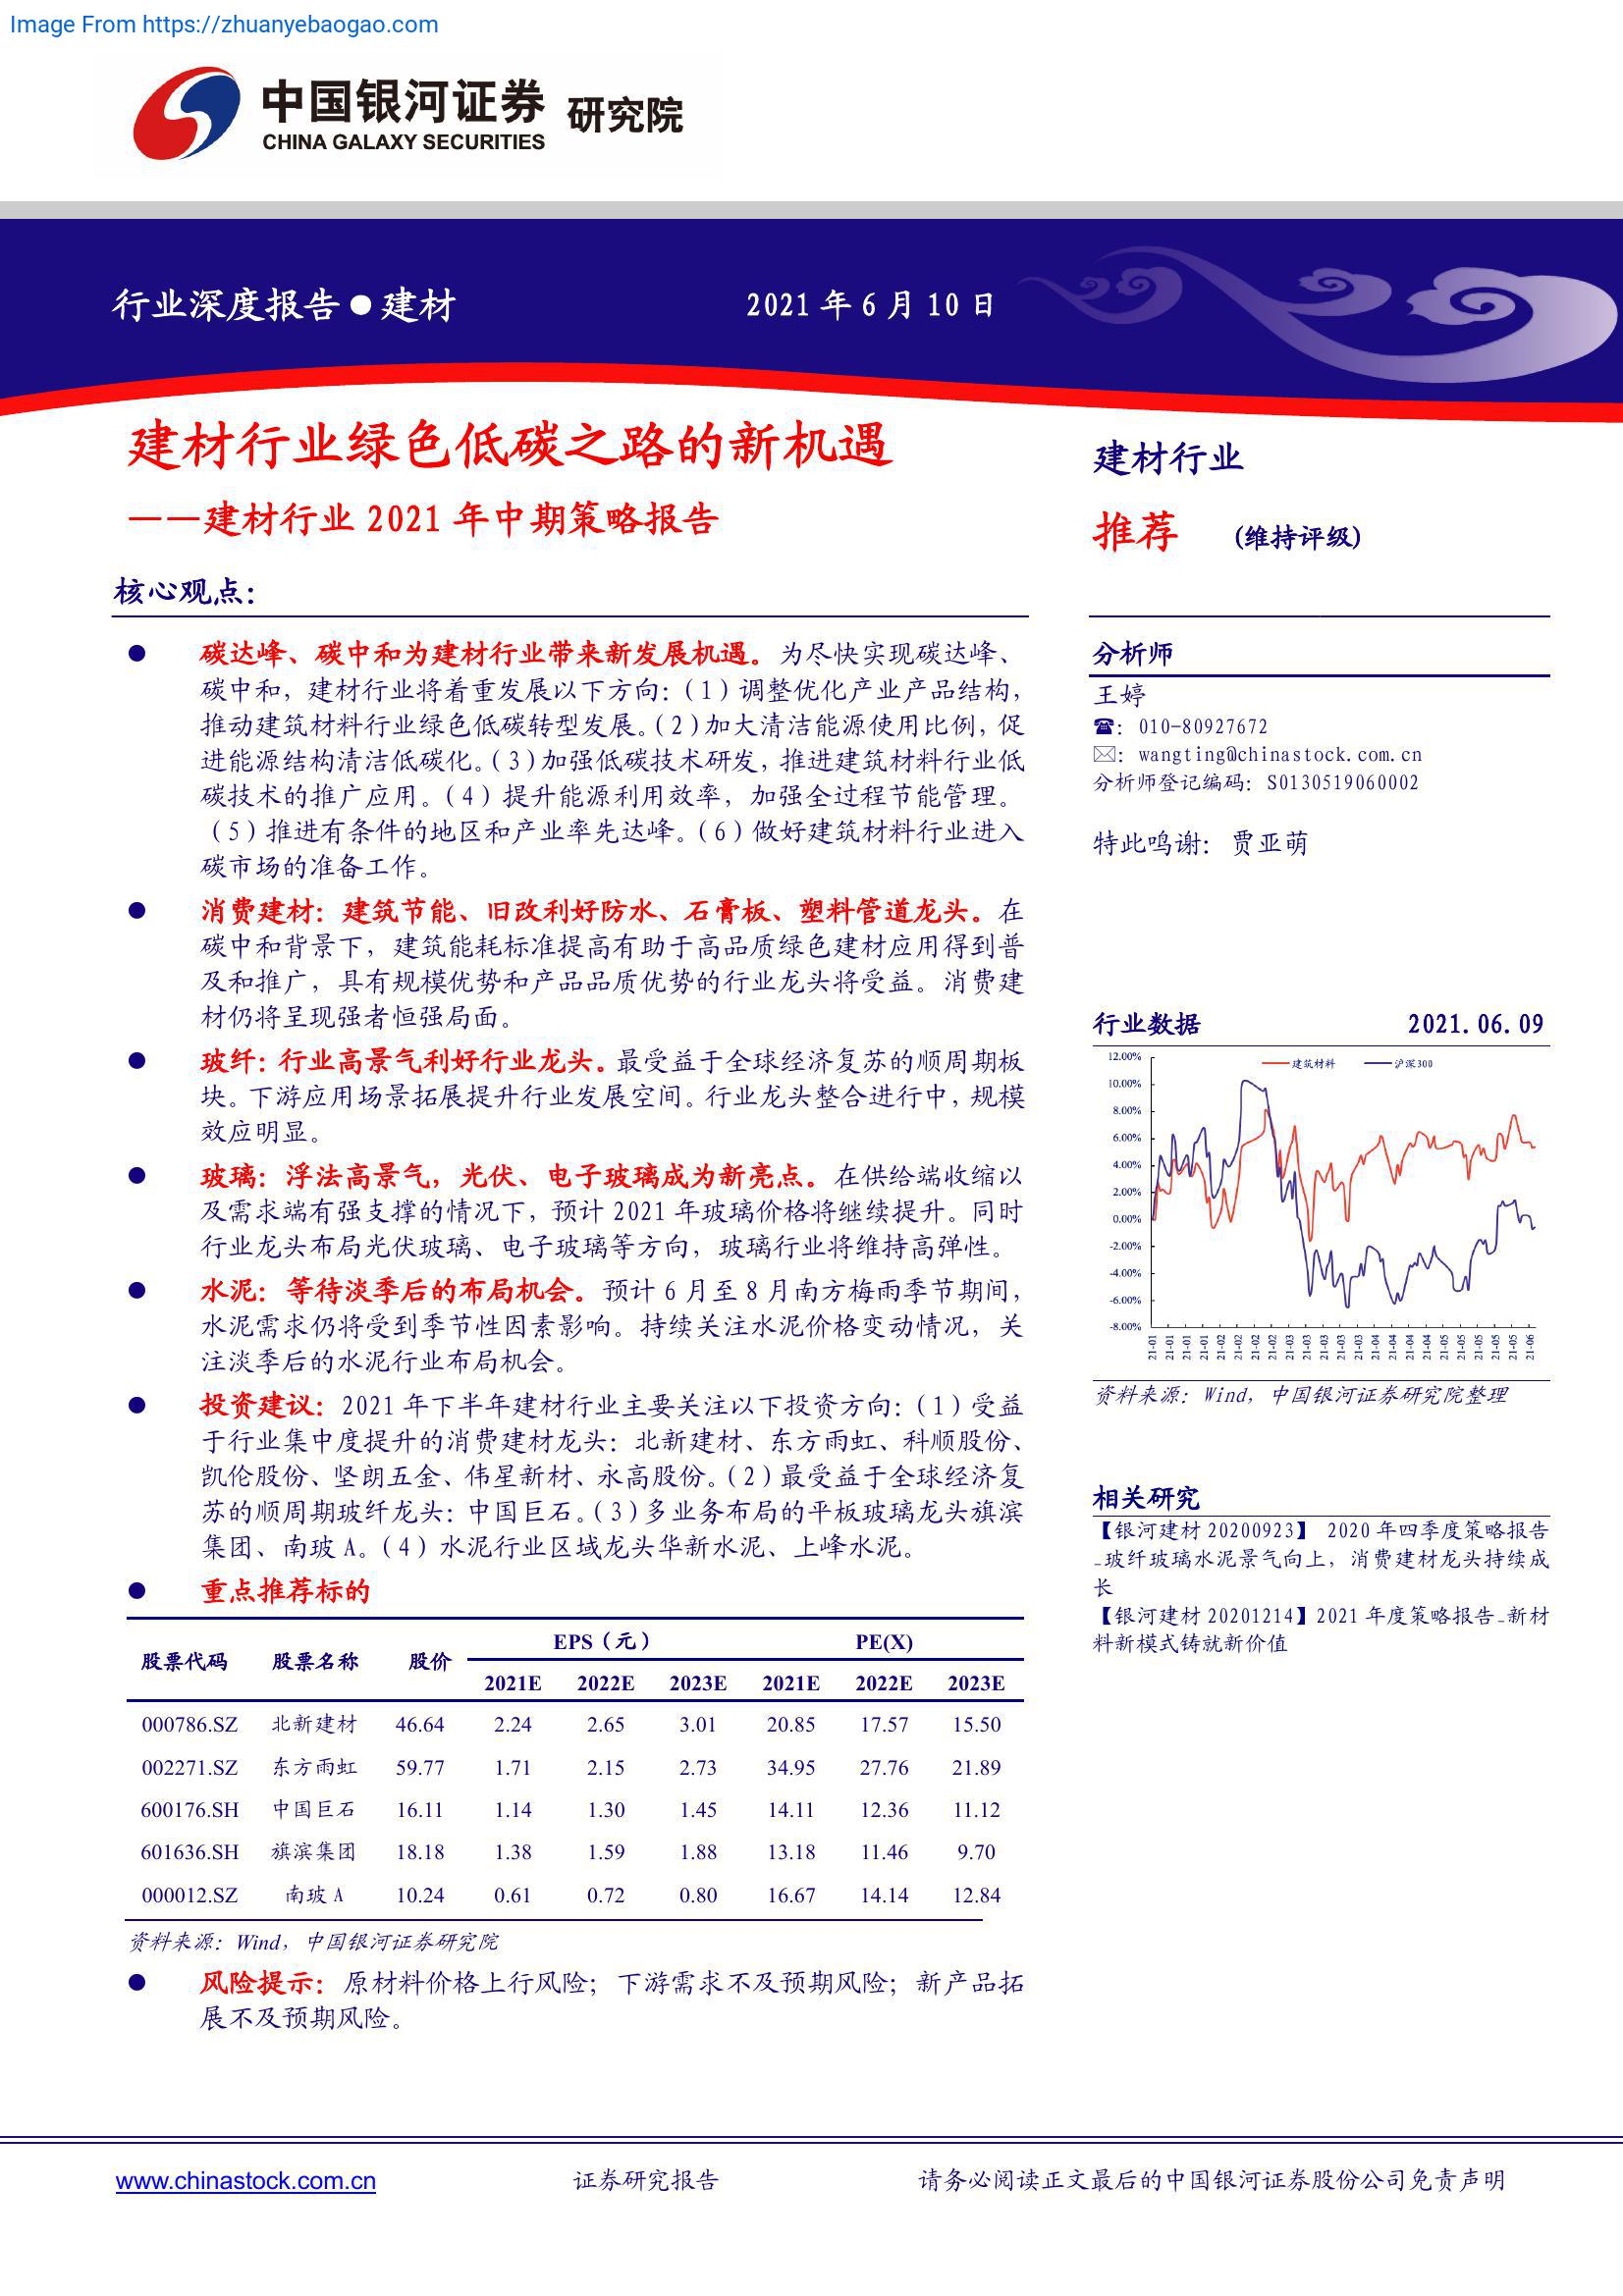 Image From https://zhuanyebaogao.com
中国银河证券 研究院
CHINA GALAXY SECURITIES
行业深度报告●建材
2021 年 6 月 10 日
建材行业绿色低碳之路的新机遇
——建材行业 2021 年中期策略报告
核心观点：
● 碳达峰、碳中和为建材行业带来新发展机遇。为尽快实现碳达峰、
碳中和，建材行业将着重发展以下方向：（1）调整优化产业产品结构，
推动建筑材料行业绿色低碳转型发展。（2）加大清洁能源使用比例，促
进能源结构清洁低碳化。（3）加强低碳技术研发，推进建筑材料行业低
碳技术的推广应用。（4）提升能源利用效率，加强全过程节能管理。
（5）推进有条件的地区和产业率先达峰。（6）做好建筑材料行业进入
碳市场的准备工作。
● 消费建材：建筑节能、旧改利好防水、石膏板、塑料管道龙头。在
碳中和背景下，建筑能耗标准提高有助于高品质绿色建材应用得到普
及和推广，具有规模优势和产品品质优势的行业龙头将受益。消费建
材仍将呈现强者恒强局面。
● 玻纤：行业高景气利好行业龙头。最受益于全球经济复苏的顺周期板
块。下游应用场景拓展提升行业发展空间。行业龙头整合进行中，规模
效应明显。
● 玻璃：浮法高景气，光伏、电子玻璃成为新亮点。在供给端收缩以
及需求端有强支撑的情况下，预计 2021 年玻璃价格将继续提升。同时
行业龙头布局光伏玻璃、电子玻璃等方向，玻璃行业将维持高弹性。
● 水泥：等待淡季后的布局机会。预计 6 月至 8 月南方梅雨季节期间，
水泥需求仍将受到季节性因素影响。持续关注水泥价格变动情况，关
注淡季后的水泥行业布局机会。
● 投资建议：2021 年下半年建材行业主要关注以下投资方向：（1）受益
于行业集中度提升的消费建材龙头：北新建材、东方雨虹、科顺股份、
凯伦股份、坚朗五金、伟星新材、永高股份。（2）最受益于全球经济复
苏的顺周期玻纤龙头：中国巨石。（3）多业务布局的平板玻璃龙头旗滨
集团、南玻 A。（4）水泥行业区域龙头华新水泥、上峰水泥。
● 重点推荐标的
股票代码 股票名称 股价 EPS（元） PE(X)
2021E 2022E 2023E 2021E 2022E 2023E
000786.SZ 北新建材 46.64 2.24 2.65 3.01 20.85 17.57 15.50
002271.SZ 东方雨虹 59.77 1.71 2.15 2.73 34.95 27.76 21.89
600176.SH 中国巨石 16.11 1.14 1.30 1.45 14.11 12.36 11.12
601636.SH 旗滨集团 18.18 1.38 1.59 1.88 13.18 11.46 9.70
000012.SZ 南玻 A 10.24 0.61 0.72 0.80 16.67 14.14 12.84
资料来源：Wind，中国银河证券研究院
● 风险提示：原材料价格上行风险；下游需求不及预期风险；新产品拓
展不及预期风险。
建材行业
推荐 (维持评级)
分析师
王婷
☎：010-80927672
✉：wangting@chinastock.com.cn
分析师登记编码：S0130519060002
特此鸣谢：贾亚萌
行业数据 2021.06.09
建筑材料 沪深300
12.00%
10.00%
8.00%
6.00%
4.00%
2.00%
0.00%
-2.00%
-4.00%
-6.00%
-8.00%
21-01 21-01 21-01 21-01 21-02 21-02 21-02 21-02 21-03 21-03 21-03 21-03 21-03 21-04 21-04 21-04 21-04 21-05 21-05 21-05 21-05 21-05 21-06
资料来源：Wind，中国银河证券研究院整理
相关研究
【银河建材 20200923】 2020 年四季度策略报告
_玻纤玻璃水泥景气向上，消费建材龙头持续成
长
【银河建材 20201214】2021 年度策略报告_新材
料新模式铸就新价值
www.chinastock.com.cn 证券研究报告 请务必阅读正文最后的中国银河证券股份公司免责声明